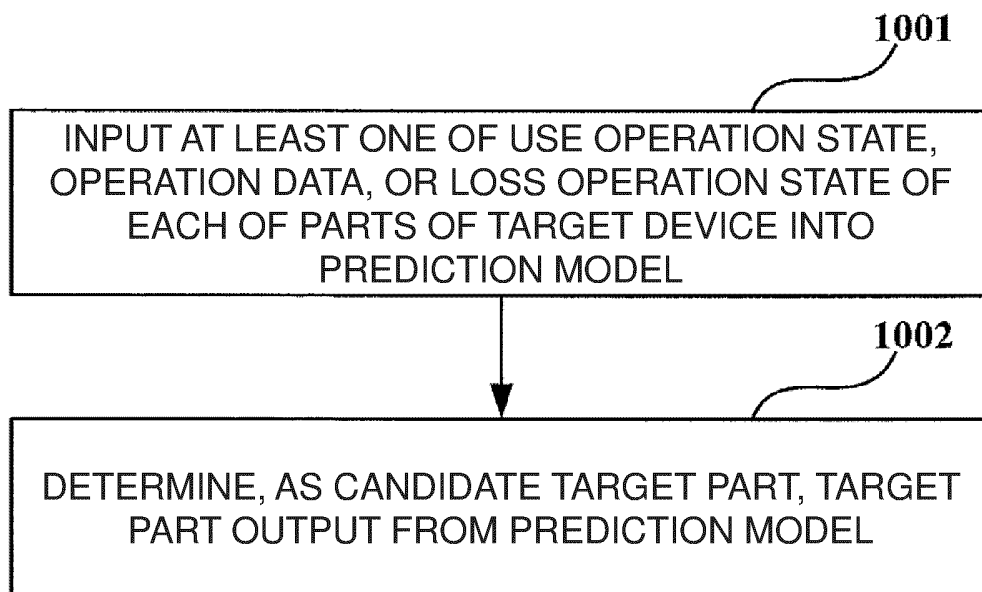 1001
INPUT AT LEAST ONE OF USE OPERATION STATE,
OPERATION DATA, OR LOSS OPERATION STATE OF
EACH OF PARTS OF TARGET DEVICE INTO
PREDICTION MODEL
1002
DETERMINE, AS CANDIDATE TARGET PART, TARGET
PART OUTPUT FROM PREDICTION MODEL